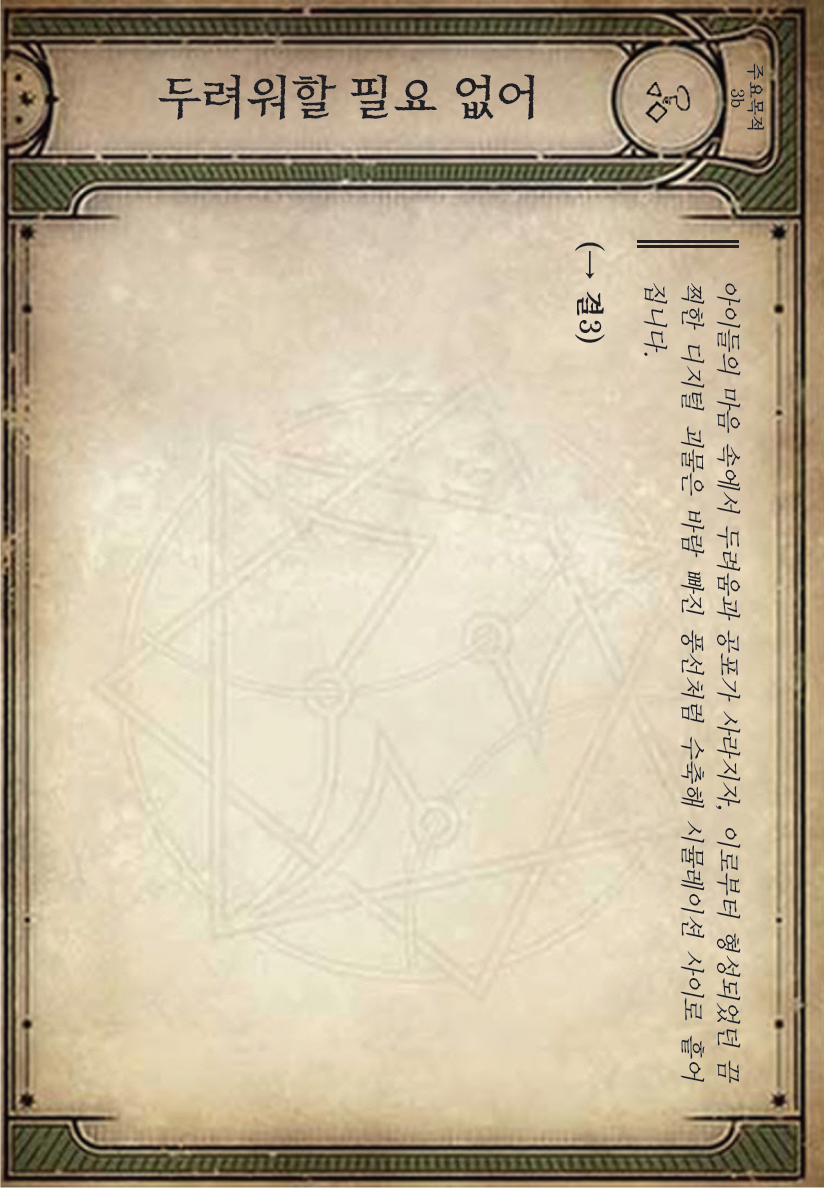 주요목적
3b
두려워할 필요 없어
아이들의 마음 속에서 두려움과 공포가 사라지자, 이로부터 형성되었던 끔
찍한 디지털 괴물은 바람 빠진 풍선처럼 수축해 시뮬레이션 사이로 흩어
집니다.
(→ 결3)